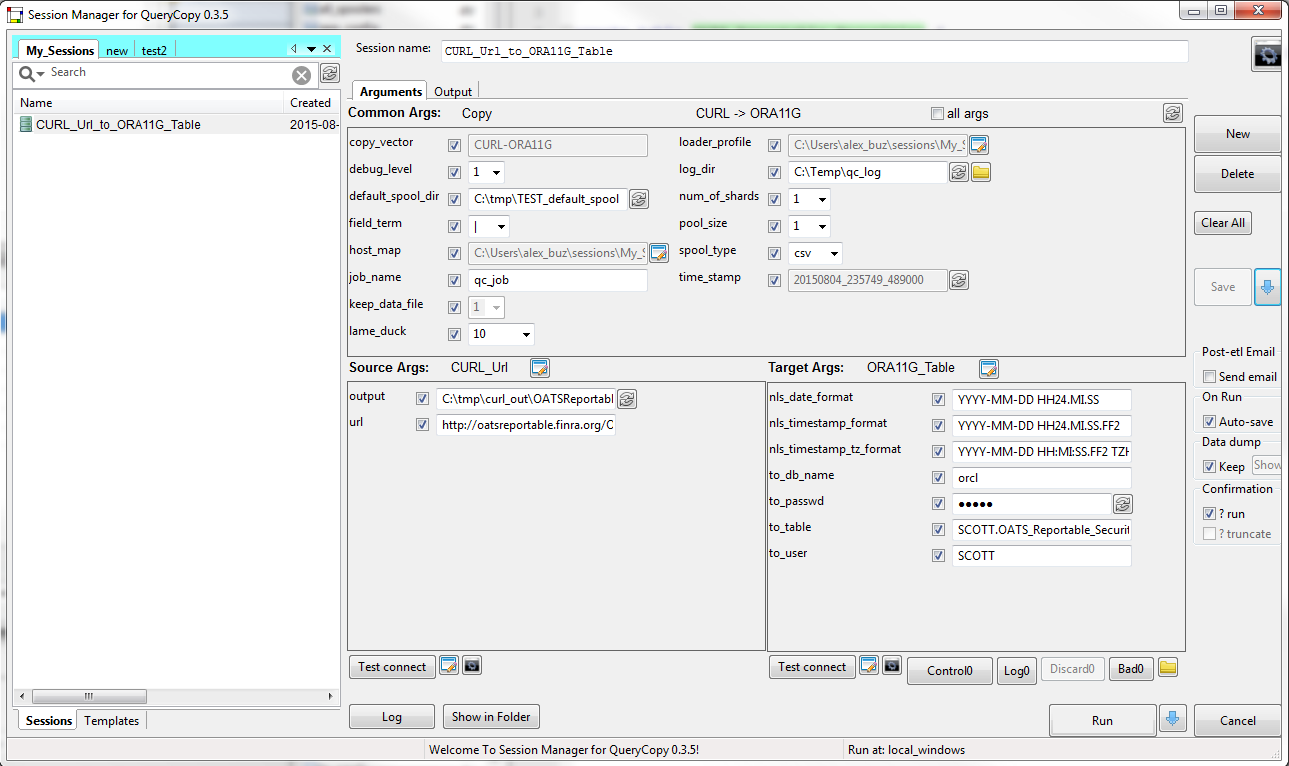 Session Manager for QueryCopy 0.3.5
My_Sessions new test2
Search
Name Created
CURL_Url_to_ORA11G_Table 2015-08-
Sessions Templates
Session name: CURL_Url_to_ORA11G_Table
Arguments Output
Common Args: Copy CURL -> ORA11G all args
copy_vector CURL-ORA11G loader_profile C:\Users\alex_buz\sessions\My_S
debug_level 1 log_dir C:\Temp\qc_log
default_spool_dir C:\tmp\TEST_default_spool num_of_shards 1
field_term | pool_size 1
host_map C:\Users\alex_buz\sessions\My_S spool_type csv
job_name qc_job time_stamp 20150804_235749_489000
keep_data_file 1
lame_duck 10
Source Args: CURL_Url
output C:\tmp\curl_out\OATSReportabl
url http://oatsreportable.finra.org/O
Test connect
Target Args: ORA11G_Table
nls_date_format YYYY-MM-DD HH24.MI.SS
nls_timestamp_format YYYY-MM-DD HH24.MI.SS.FF2
nls_timestamp_tz_format YYYY-MM-DD HH:MI:SS.FF2 TZH
to_db_name orcl
to_passwd ●●●●●
to_table SCOTT.OATS_Reportable_Securit
to_user SCOTT
Test connect Control0 Log0 Discard0 Bad0
Log Show in Folder Run Cancel
New
Delete
Clear All
Save
Post-etl Email
Send email
On Run
Auto-save
Data dump
Keep Show
Confirmation
? run
? truncate
Welcome To Session Manager for QueryCopy 0.3.5! Run at: local_windows